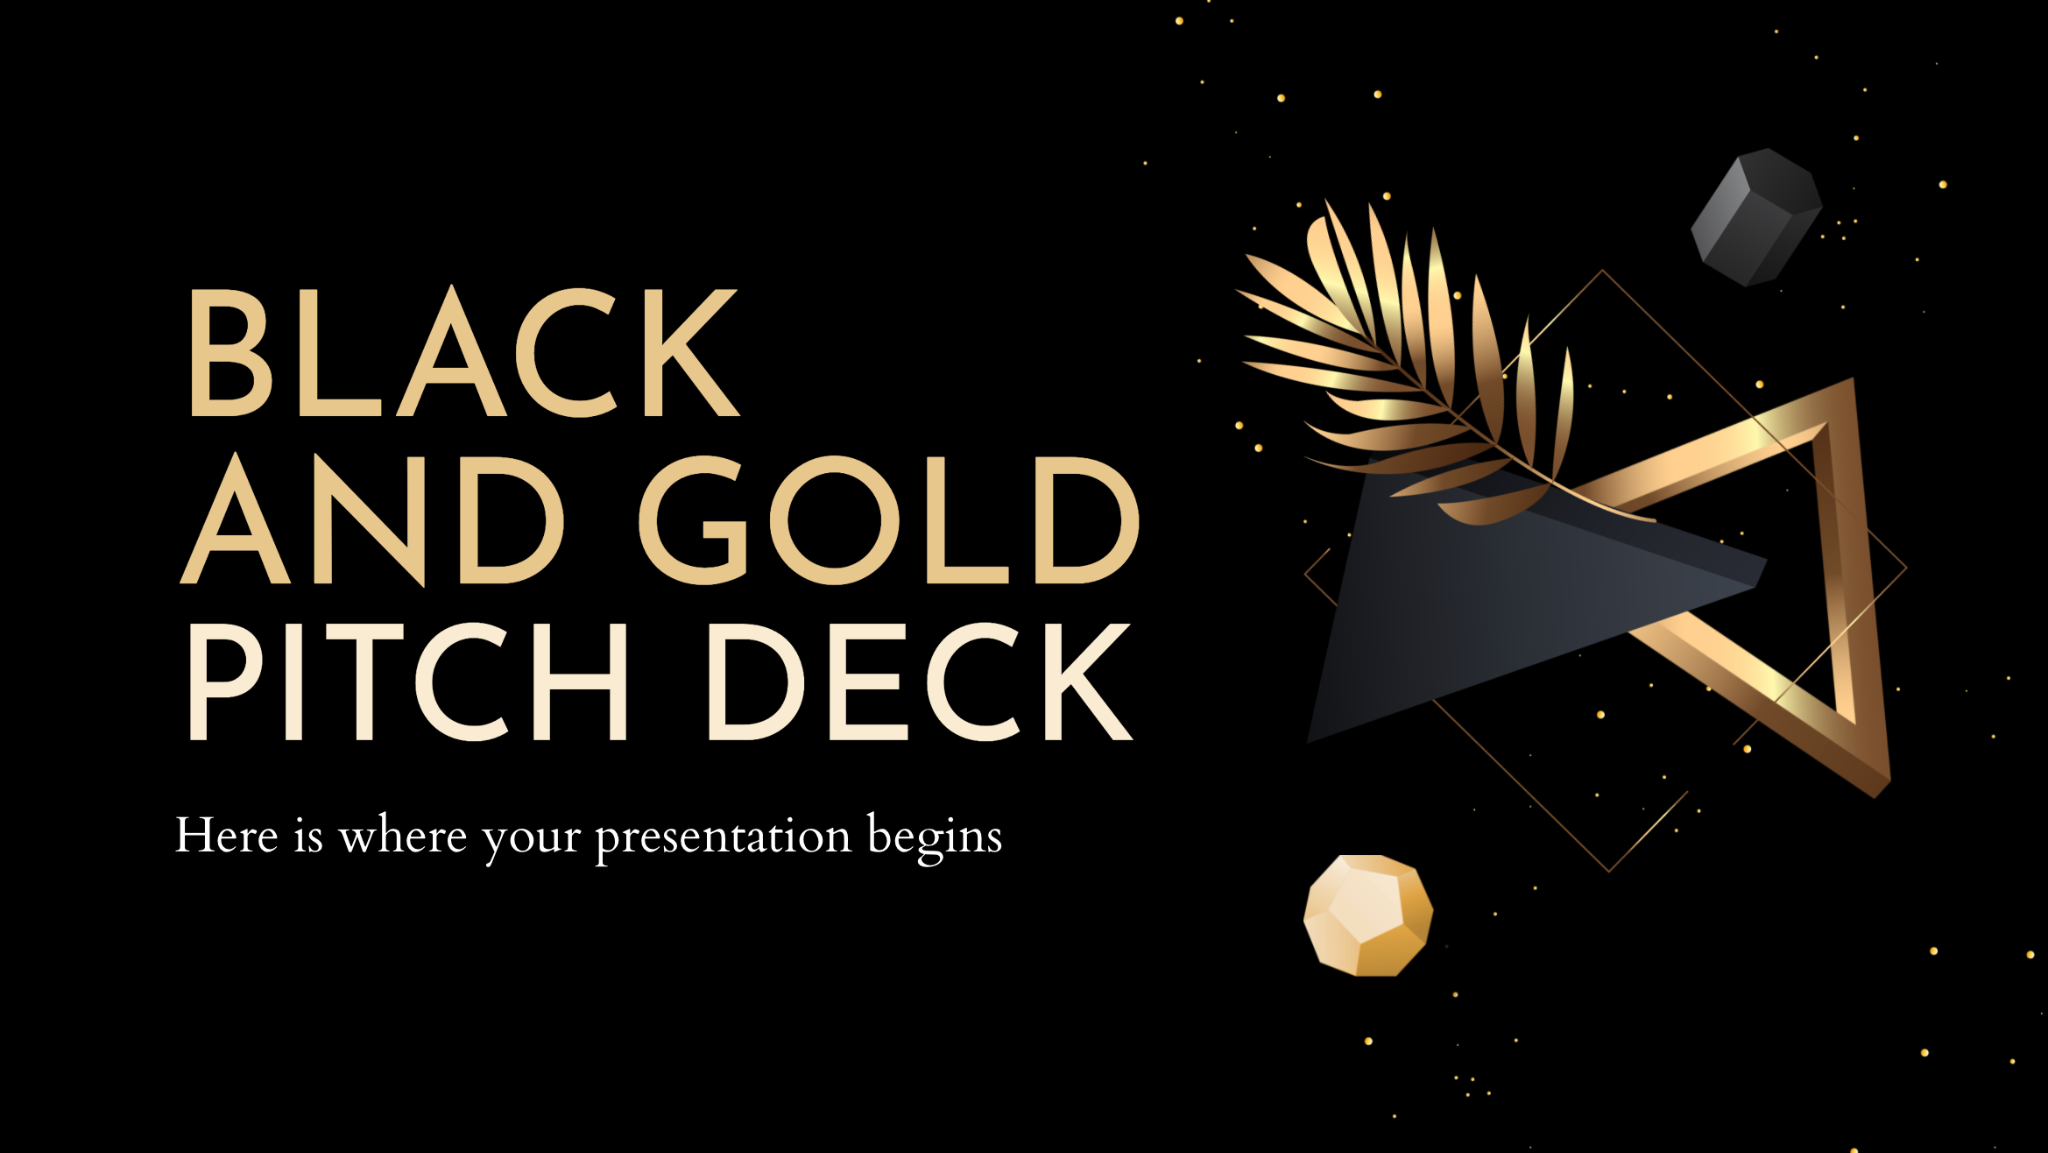 BLACK
AND GOLD
PITCH DECK
Here is where your presentation begins